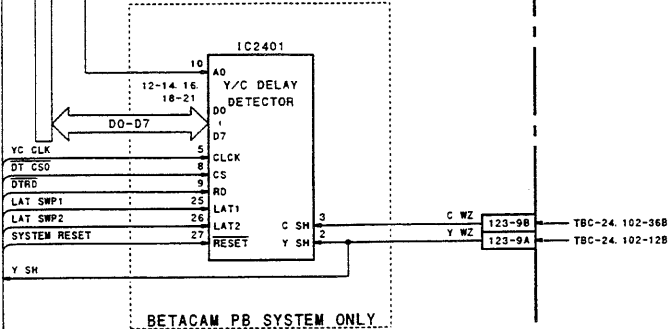 IC2401
10 A0
Y/C DELAY
DETECTOR
12-14. 16.
18-21
D0
D7
D0-D7
YC CLK 5 CLCK
DT CS0 8 CS
DTRD 9 RD
LAT SWP1 25 LAT1
LAT SWP2 26 LAT2
SYSTEM RESET 27 RESET
C SH 3 C WZ 123-9B TBC-24. 102-36B
Y SH 2 Y WZ 123-9A TBC-24. 102-12B
Y SH
BETACAM PB SYSTEM ONLY